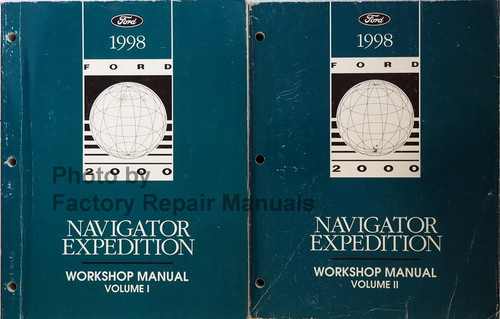 Ford
1998
FORD
2000
NAVIGATOR
EXPEDITION
WORKSHOP MANUAL
VOLUME I
Ford
1998
FORD
2000
NAVIGATOR
EXPEDITION
WORKSHOP MANUAL
VOLUME II
Photo by
Factory Repair Manuals